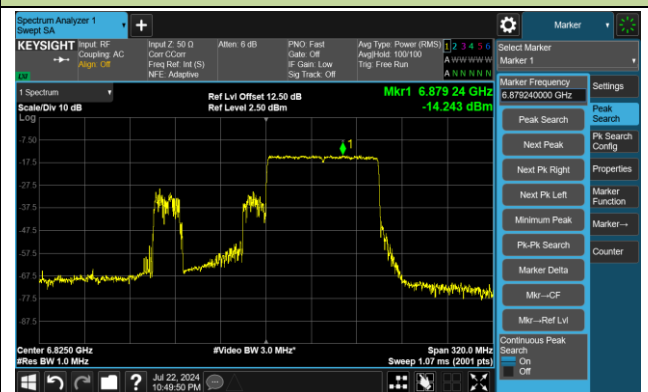 Spectrum Analyzer 1
Swept SA
Marker
KEYSIGHT
Input: RF
Coupling: AC
Align: Off
Input Z: 50 Ω
Corr CCorr
Freq Ref: Int (S)
NFE: Adaptive
Atten: 6 dB
PNO: Fast
Gate: Off
IF Gain: Low
Sig Track: Off
Avg Type: Power (RMS)
Avg|Hold: 100/100
Trig: Free Run
1 2 3 4 5 6
A W W W W W
A N N N N N
LXI
Select Marker
Marker 1
1 Spectrum
Scale/Div 10 dB
Log
Ref Lvl Offset 12.50 dB
Ref Level 2.50 dBm
Mkr1 6.879 24 GHz
-14.243 dBm
1
-7.50
-17.5
-27.5
-37.5
-47.5
-57.5
-67.5
-77.5
-87.5
Center 6.8250 GHz
#Res BW 1.0 MHz
#Video BW 3.0 MHz*
Span 320.0 MHz
Sweep 1.07 ms (2001 pts)
Marker Frequency
6.879240000 GHz
Peak Search
Next Peak
Next Pk Right
Next Pk Left
Minimum Peak
Pk-Pk Search
Marker Delta
Mkr→CF
Mkr→Ref Lvl
Continuous Peak
Search
On
Off
Settings
Peak
Search
Pk Search
Config
Properties
Marker
Function
Marker→
Counter
?
Jul 22, 2024
10:49:50 PM